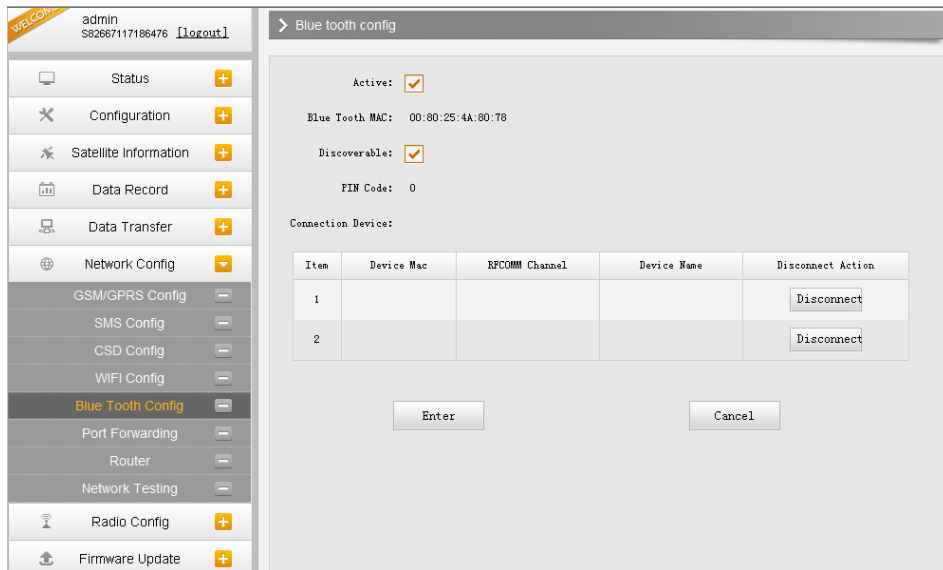 WELCOME
admin
S82667117186476 [logout]
Status
Configuration
Satellite Information
Data Record
Data Transfer
Network Config
GSM/GPRS Config
SMS Config
CSD Config
WIFI Config
Blue Tooth Config
Port Forwarding
Router
Network Testing
Radio Config
Firmware Update
Blue tooth config
Active:
Blue Tooth MAC: 00:80:25:4A:80:78
Discoverable:
PIN Code: 0
Connection Device:
Item Device Mac RFCOMM Channel Device Name Disconnect Action
1 Disconnect
2 Disconnect
Enter Cancel